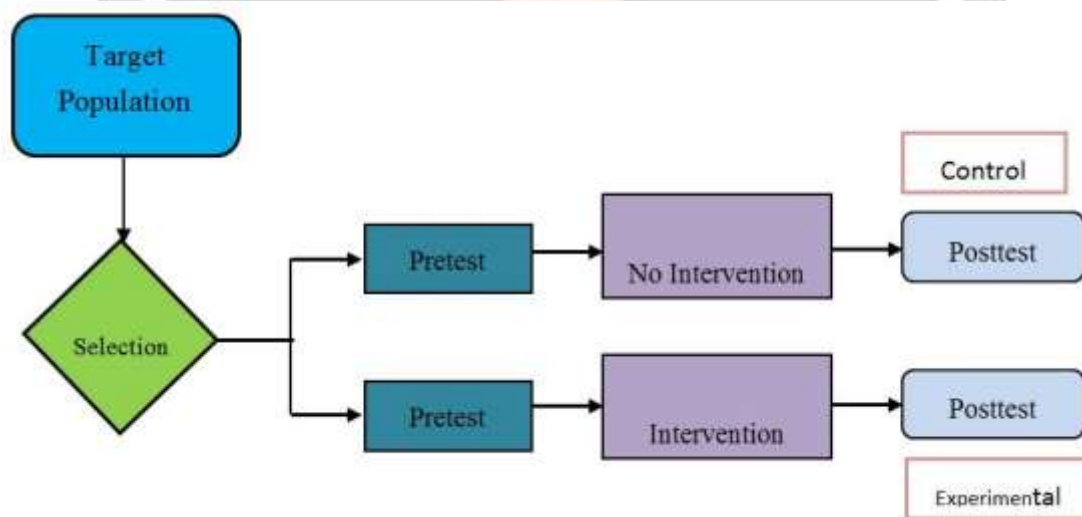 Target
Population
Selection
Pretest
No Intervention
Control
Posttest
Pretest
Intervention
Posttest
Experimental